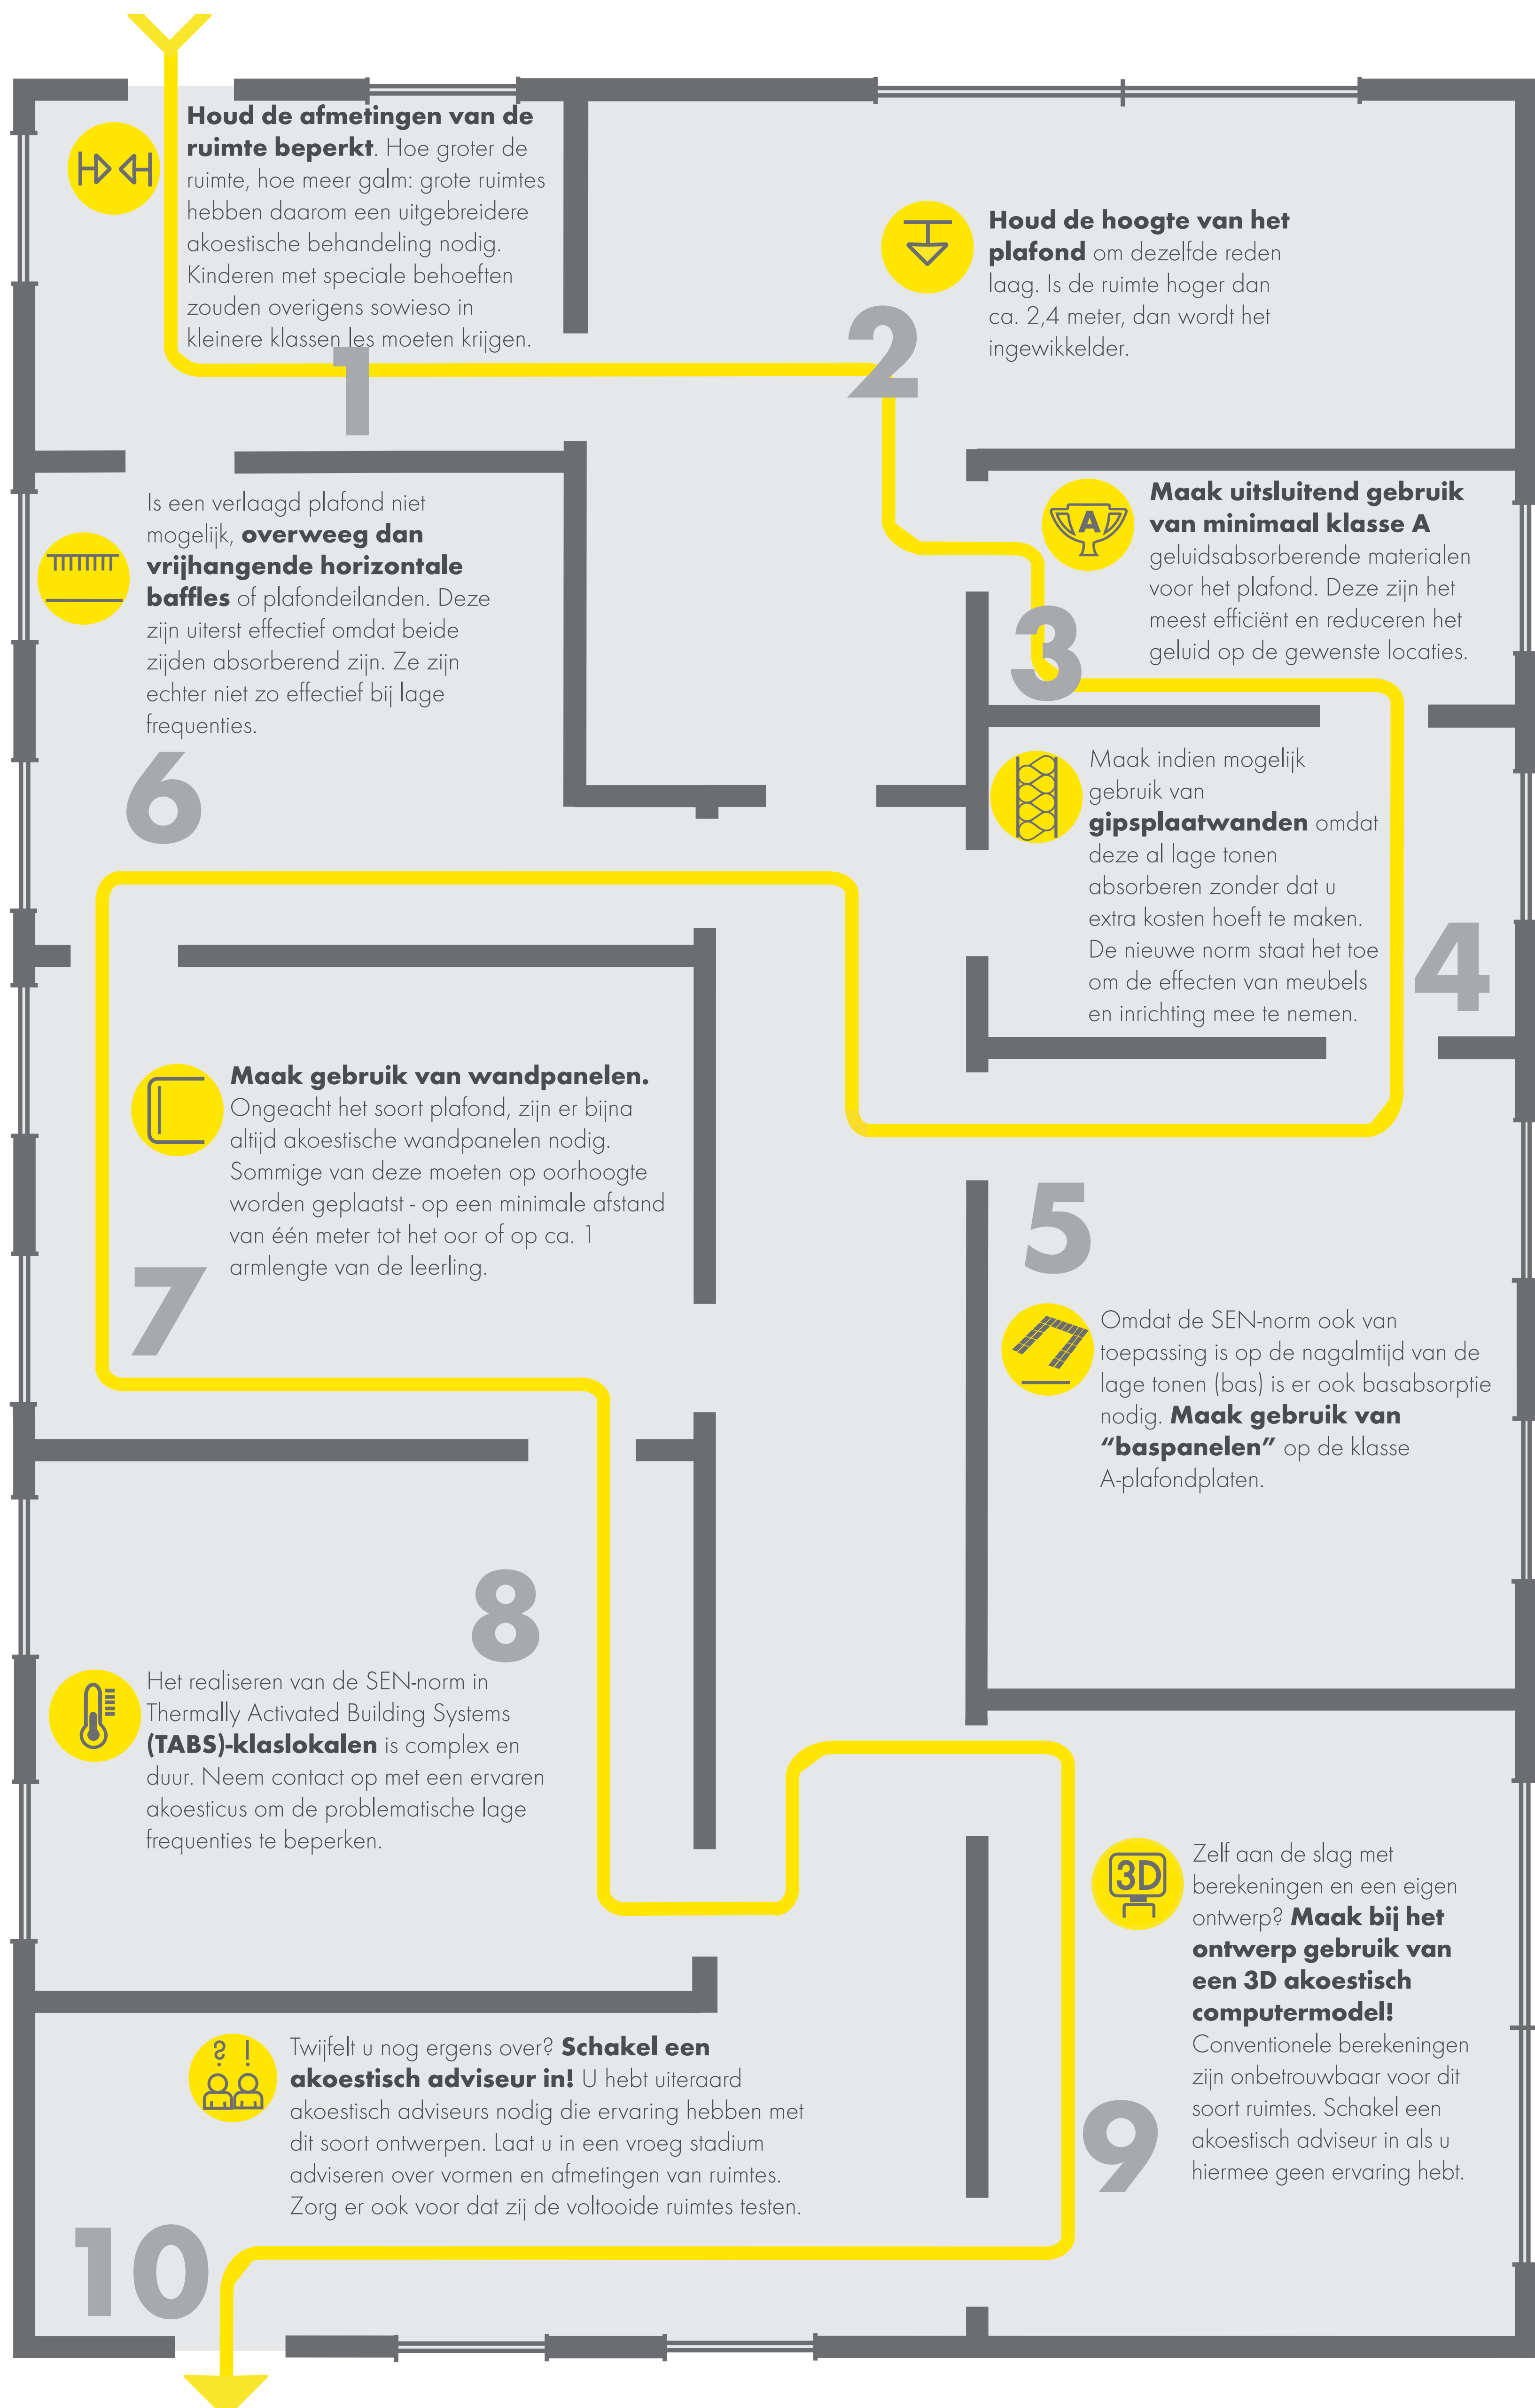 Houd de afmetingen van de
ruimte beperkt. Hoe groter de
ruimte, hoe meer galm: grote ruimtes
hebben daarom een uitgebreidere
akoestische behandeling nodig.
Kinderen met speciale behoeften
zouden overigens sowieso in
kleinere klassen les moeten krijgen.
1
2
Houd de hoogte van het
plafond om dezelfde reden
laag. Is de ruimte hoger dan
ca. 2,4 meter, dan wordt het
ingewikkelder.
A
Maak uitsluitend gebruik
van minimaal klasse A
geluidsabsorberende materialen
voor het plafond. Deze zijn het
meest efficiënt en reduceren het
geluid op de gewenste locaties.
3
Maak indien mogelijk
gebruik van
gipsplaatwanden omdat
deze al lage tonen
absorberen zonder dat u
extra kosten hoeft te maken.
De nieuwe norm staat het toe
om de effecten van meubels
en inrichting mee te nemen.
4
5
Omdat de SEN-norm ook van
toepassing is op de nagalmtijd van de
lage tonen (bas) is er ook basabsorptie
nodig. Maak gebruik van
“baspanelen” op de klasse
A-plafondplaten.
Is een verlaagd plafond niet
mogelijk, overweeg dan
vrijhangende horizontale
baffles of plafondeilanden. Deze
zijn uiterst effectief omdat beide
zijden absorberend zijn. Ze zijn
echter niet zo effectief bij lage
frequenties.
6
Maak gebruik van wandpanelen.
Ongeacht het soort plafond, zijn er bijna
altijd akoestische wandpanelen nodig.
Sommige van deze moeten op oorhoogte
worden geplaatst - op een minimale afstand
van één meter tot het oor of op ca. 1
armlengte van de leerling.
7
8
Het realiseren van de SEN-norm in
Thermally Activated Building Systems
(TABS)-klaslokalen is complex en
duur. Neem contact op met een ervaren
akoesticus om de problematische lage
frequenties te beperken.
3D
Zelf aan de slag met
berekeningen en een eigen
ontwerp? Maak bij het
ontwerp gebruik van
een 3D akoestisch
computermodel!
Conventionele berekeningen
zijn onbetrouwbaar voor dit
soort ruimtes. Schakel een
akoestisch adviseur in als u
hiermee geen ervaring hebt.
9
? !
Twijfelt u nog ergens over? Schakel een
akoestisch adviseur in! U hebt uiteraard
akoestisch adviseurs nodig die ervaring hebben met
dit soort ontwerpen. Laat u in een vroeg stadium
adviseren over vormen en afmetingen van ruimtes.
Zorg er ook voor dat zij de voltooide ruimtes testen.
10